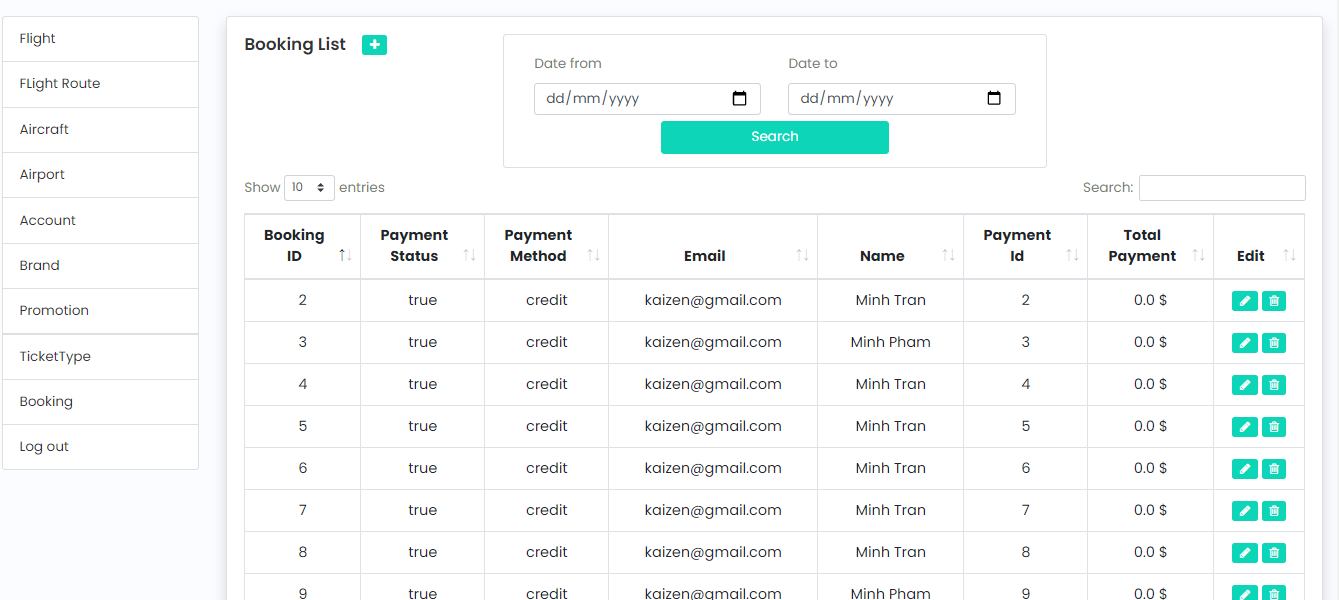 Flight
FLight Route
Aircraft
Airport
Account
Brand
Promotion
TicketType
Booking
Log out
Booking List
Date from
Date to
dd/mm/yyyy
dd/mm/yyyy
Search
Show 10 entries
Search:
Booking ID Payment Status Payment Method Email Name Payment Id Total Payment Edit
2 true credit kaizen@gmail.com Minh Tran 2 0.0 $
3 true credit kaizen@gmail.com Minh Pham 3 0.0 $
4 true credit kaizen@gmail.com Minh Tran 4 0.0 $
5 true credit kaizen@gmail.com Minh Tran 5 0.0 $
6 true credit kaizen@gmail.com Minh Tran 6 0.0 $
7 true credit kaizen@gmail.com Minh Tran 7 0.0 $
8 true credit kaizen@gmail.com Minh Tran 8 0.0 $
9 true credit kaizen@gmail.com Minh Pham 9 0.0 $